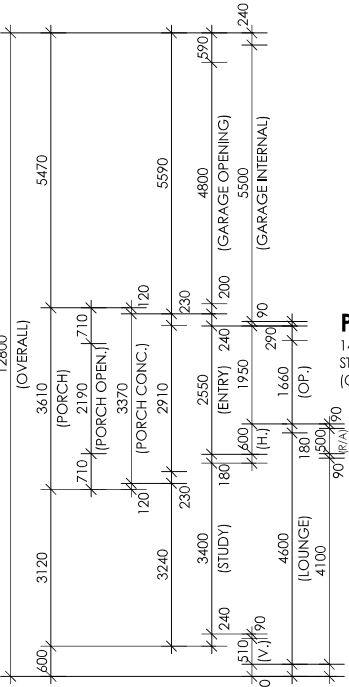 12800
(OVERALL)
600 3120 3610 5470
(PORCH)
710 2190 710
(PORCH OPEN.)
120 3370 120
(PORCH CONC.)
3240 230 2910 230 5590
240 3400 180 2550 240 200 4800 590
(STUDY) (ENTRY) (GARAGE OPENING)
510 90 600 1950 90 5500 240
(V.) (H.) (GARAGE INTERNAL)
4600 180 1660 290
(LOUNGE) (OP.)
4100 90 500 90
(R/A)